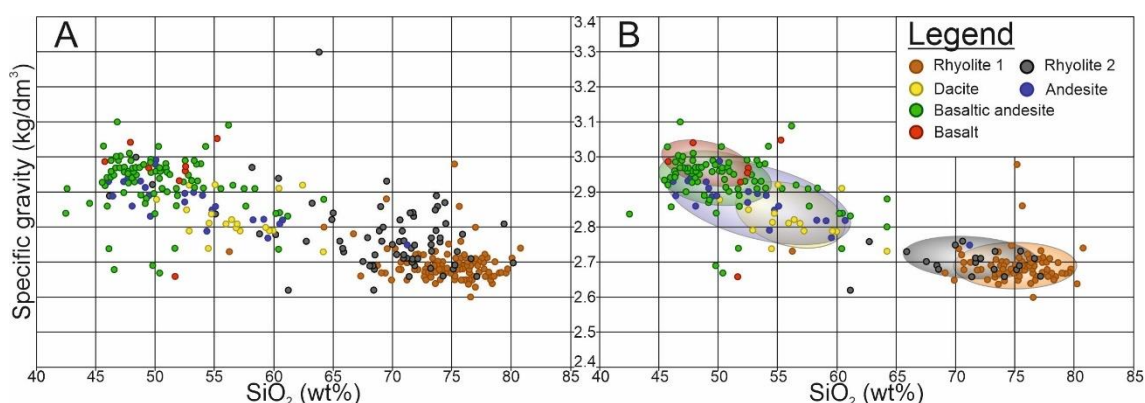 A
B
Legend
Rhyolite 1
Rhyolite 2
Dacite
Andesite
Basaltic andesite
Basalt
Specific gravity (kg/dm³)
3.4
3.3
3.2
3.1
3.0
2.9
2.8
2.7
2.6
2.5
2.4
40 45 50 55 60 65 70 75 80 85 40 45 50 55 60 65 70 75 80 85
SiO₂ (wt%) SiO₂ (wt%)